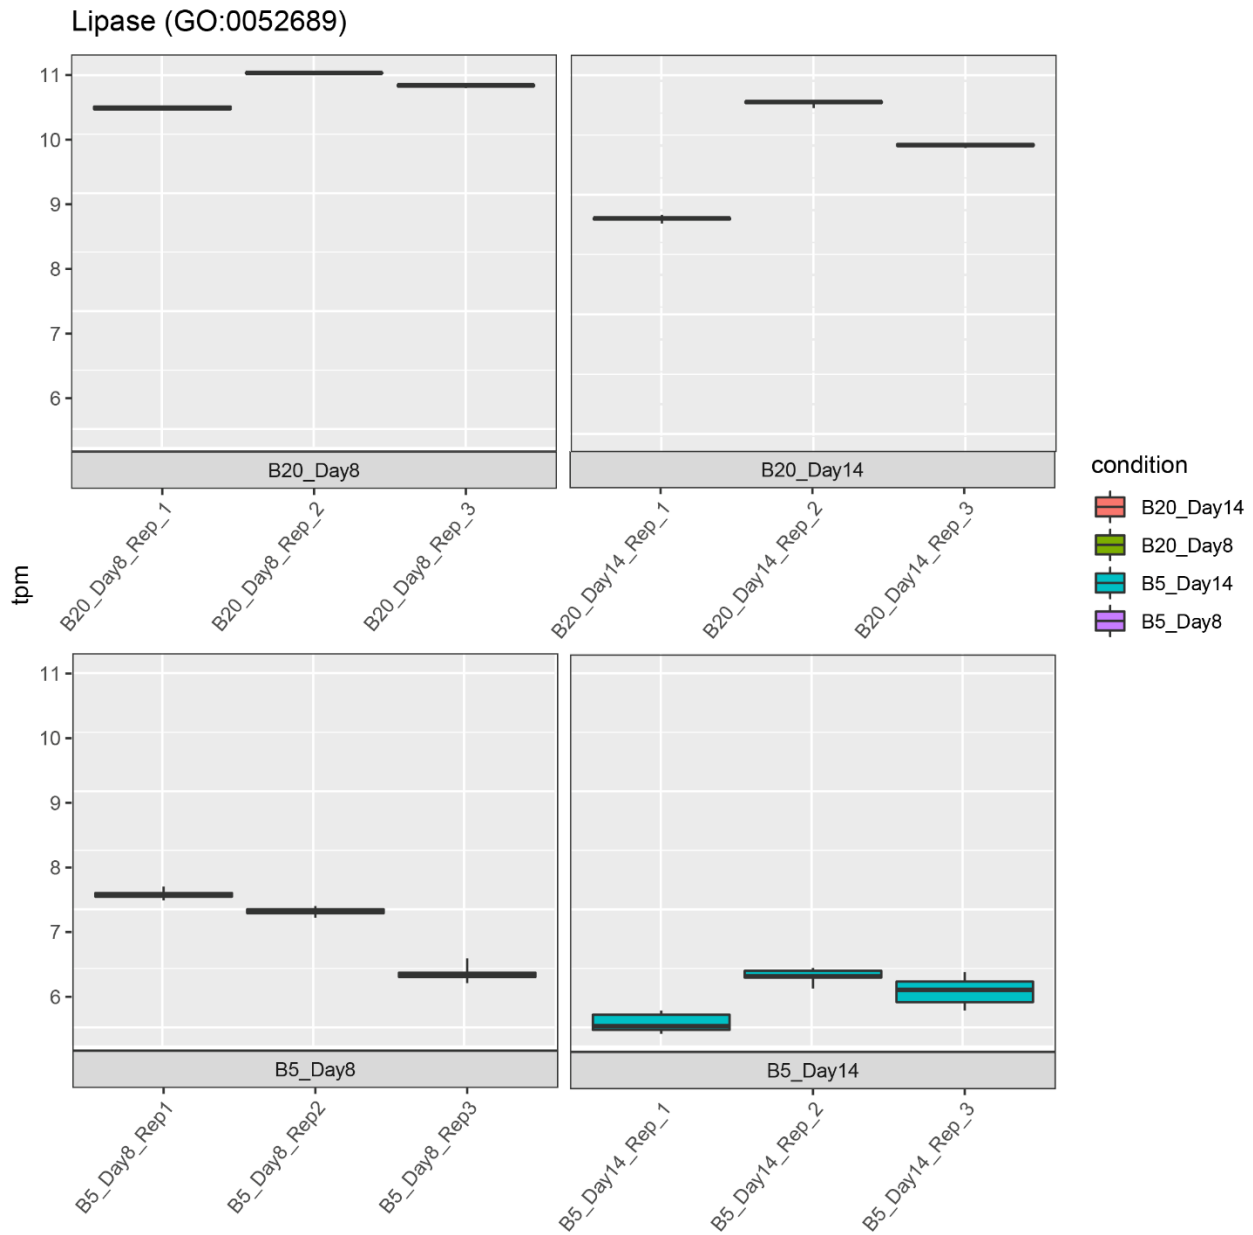 Lipase (GO:0052689)
11
10
9
8
7
6
B20_Day8
B20_Day14
B20_Day8_Rep_1
B20_Day8_Rep_2
B20_Day8_Rep_3
B20_Day14_Rep_1
B20_Day14_Rep_2
B20_Day14_Rep_3
tpm
condition
B20_Day14
B20_Day8
B5_Day14
B5_Day8
11
10
9
8
7
6
B5_Day8
B5_Day14
B5_Day8_Rep1
B5_Day8_Rep2
B5_Day8_Rep3
B5_Day14_Rep_1
B5_Day14_Rep_2
B5_Day14_Rep_3